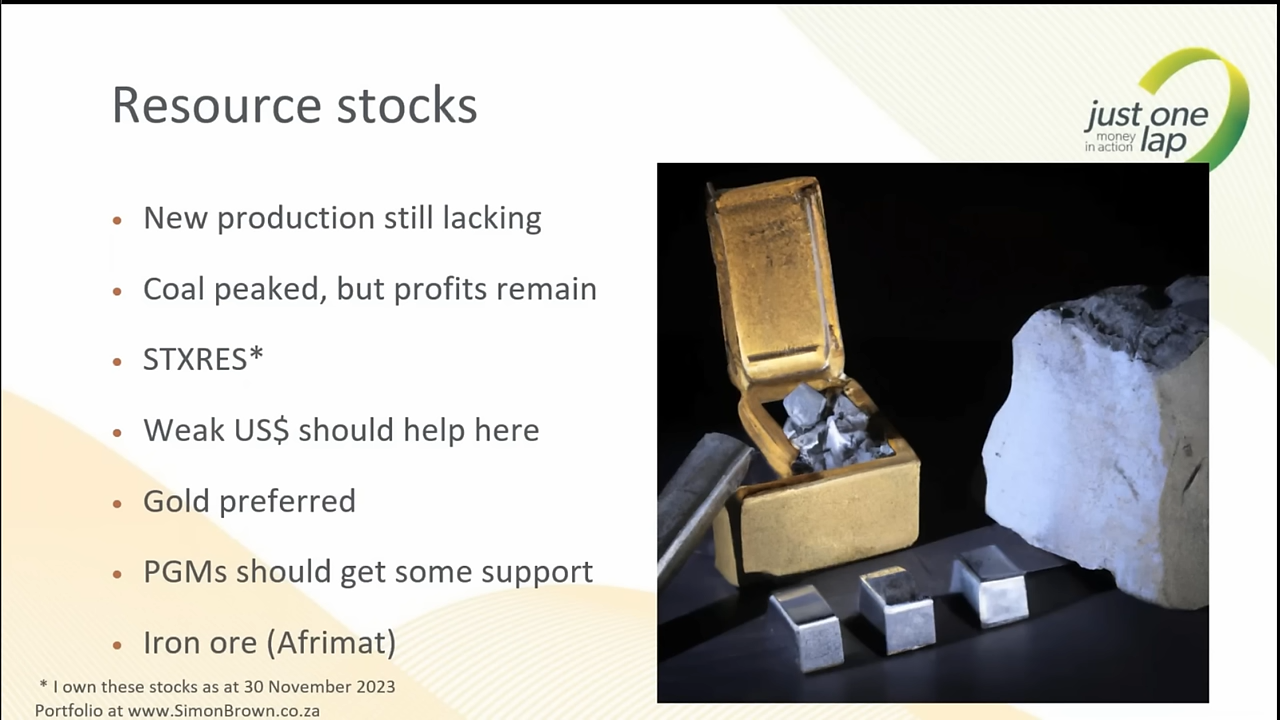 Resource stocks
just one
money
in action lap
• New production still lacking
• Coal peaked, but profits remain
• STXRES*
• Weak US$ should help here
• Gold preferred
• PGMs should get some support
• Iron ore (Afrimat)
* I own these stocks as at 30 November 2023
Portfolio at www.SimonBrown.co.za